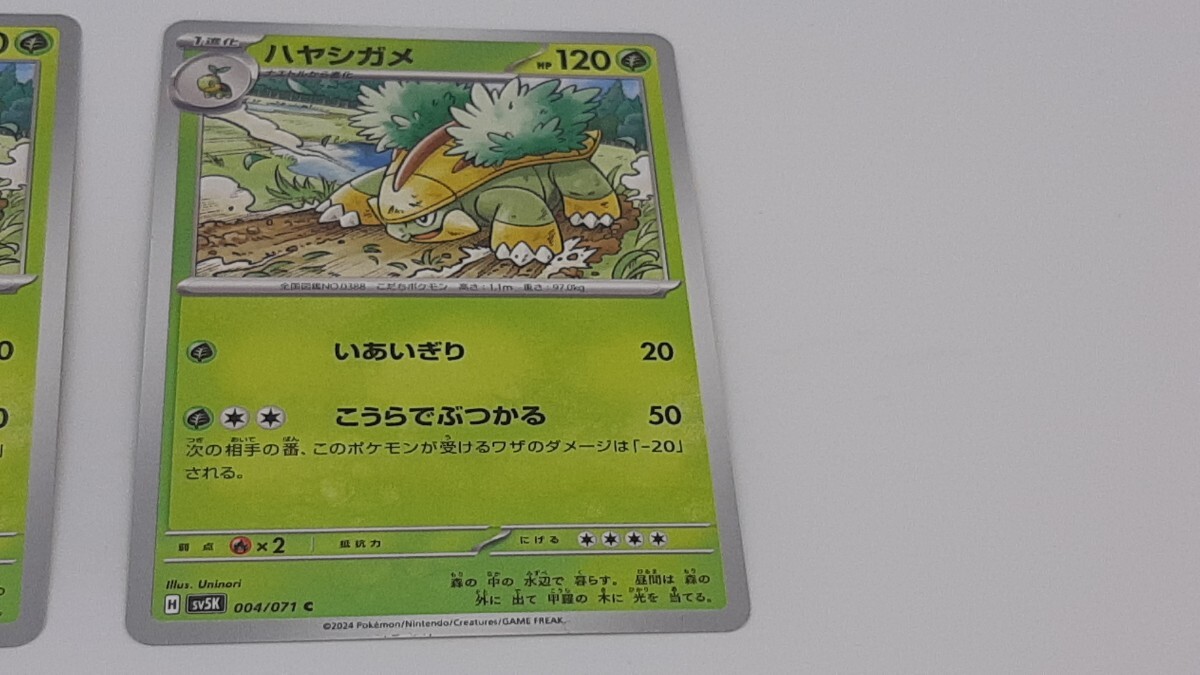 1進化
ハヤシガメ
HP 120
ナエトルから進化
全国図鑑NO.0388 こだちポケモン 高さ:1.1m 重さ:97.0kg
いあいぎり 20
こうらでぶつかる 50
次の相手の番、このポケモンが受けるワザのダメージは「-20」
される。
弱点 ×2 抵抗力 にげる
Illus. Uninori
森の 中の 水辺で 暮らす。 昼間は 森の
外に 出て 甲羅の 木に 光を 当てる。
H SV5K 004/071 C
©2024 Pokémon/Nintendo/Creatures/GAME FREAK.